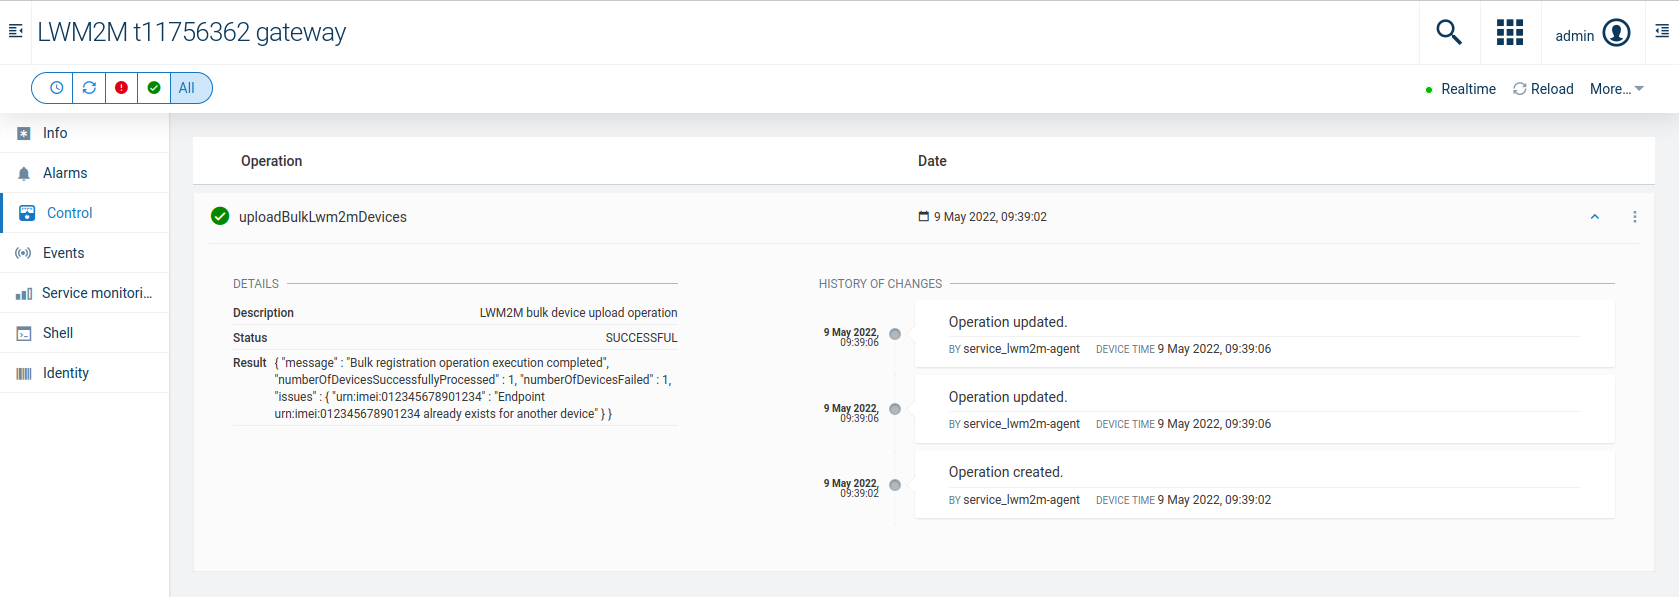 LWM2M t11756362 gateway
admin
All
Realtime
Reload
More...
Info
Alarms
Control
Events
Service monitori...
Shell
Identity
Operation
Date
uploadBulkLwm2mDevices
9 May 2022, 09:39:02
DETAILS
Description
LWM2M bulk device upload operation
Status
SUCCESSFUL
Result
{ "message" : "Bulk registration operation execution completed",
"numberOfDevicesSuccessfullyProcessed" : 1, "numberOfDevicesFailed" : 1,
"issues" : { "urn:imei:012345678901234" : "Endpoint
urn:imei:012345678901234 already exists for another device" } }
HISTORY OF CHANGES
9 May 2022,
09:39:06
Operation updated.
BY service_lwm2m-agent DEVICE TIME 9 May 2022, 09:39:06
9 May 2022,
09:39:06
Operation updated.
BY service_lwm2m-agent DEVICE TIME 9 May 2022, 09:39:06
9 May 2022,
09:39:02
Operation created.
BY service_lwm2m-agent DEVICE TIME 9 May 2022, 09:39:02